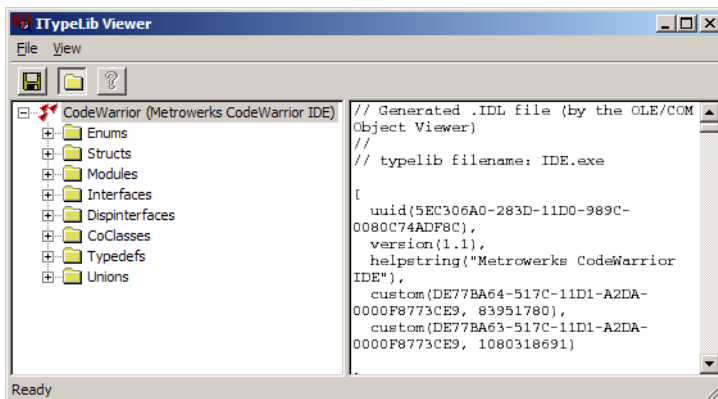 ITypeLib Viewer
File View
CodeWarrior (Metrowerks CodeWarrior IDE)
Enums
Structs
Modules
Interfaces
Dispinterfaces
CoClasses
Typedefs
Unions
// Generated .IDL file (by the OLE/COM
Object Viewer)
//
// typelib filename: IDE.exe
[
uuid(5EC306A0-283D-11D0-989C-
0080C74ADF8C),
version(1.1),
helpstring("Metrowerks CodeWarrior
IDE"),
custom(DE77BA64-517C-11D1-A2DA-
0000F8773CE9, 83951780),
custom(DE77BA63-517C-11D1-A2DA-
0000F8773CE9, 1080318691)
Ready